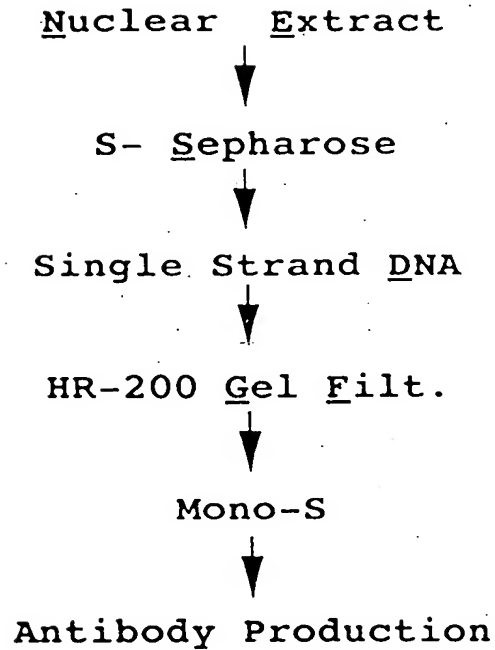 Nuclear Extract
S- Sepharose
Single Strand DNA
HR-200 Gel Filt.
Mono-S
Antibody Production